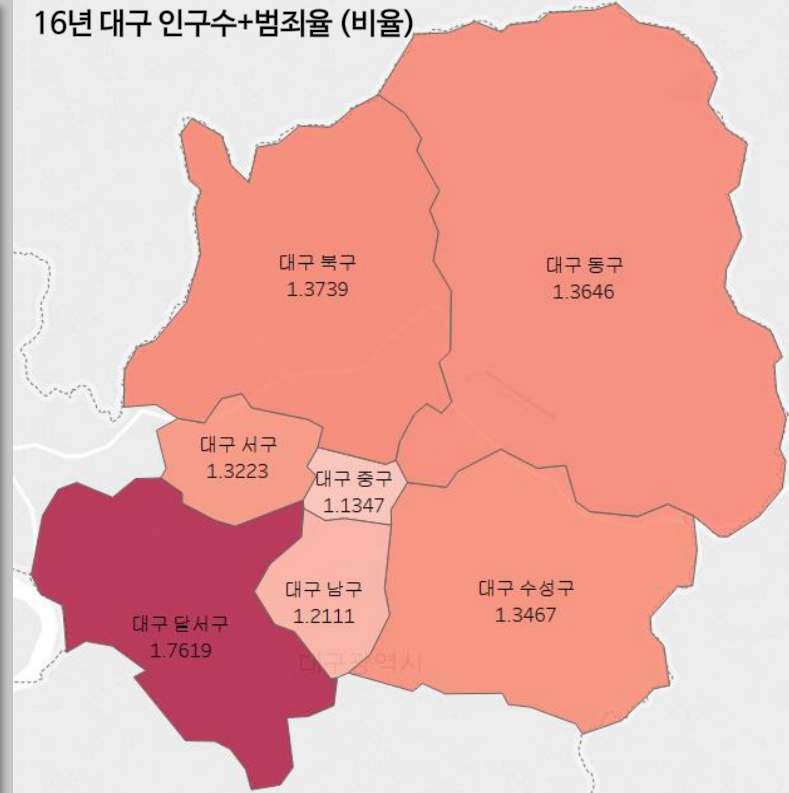 16년 대구 인구수+범죄율 (비율)
대구 북구
1.3739
대구 동구
1.3646
대구 서구
1.3223
대구 중구
1.1347
대구 남구
1.2111
대구 수성구
1.3467
대구 달서구
1.7619
대구광역시